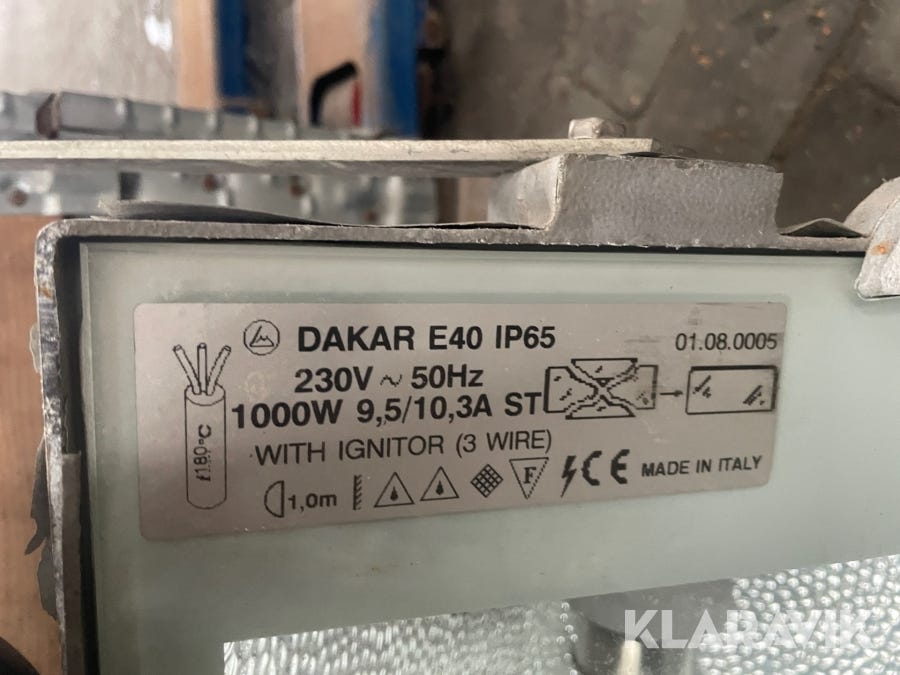 DAKAR E40 IP65
01.08.0005
230V ~ 50Hz
1000W 9,5/10,3A ST
WITH IGNITOR (3 WIRE)
1,0m
F
CE
MADE IN ITALY
KLARAVIK